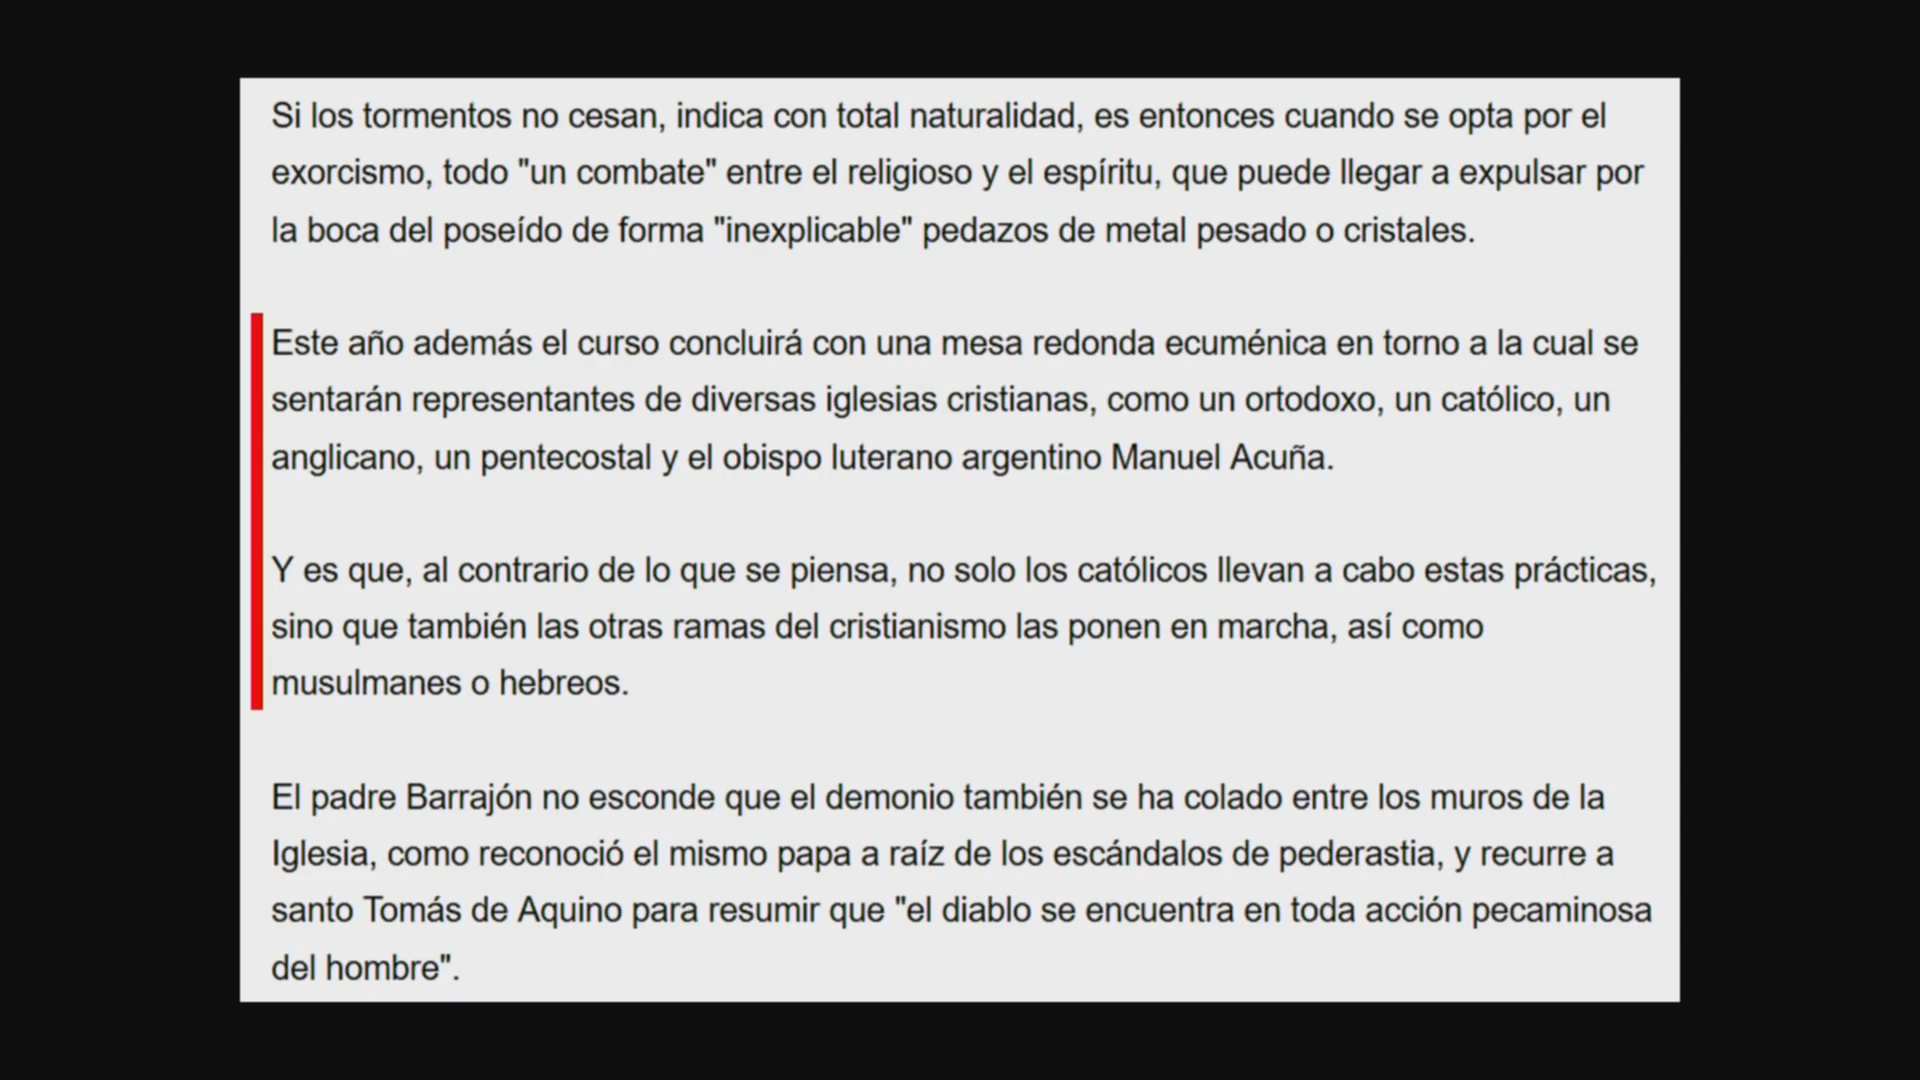 Si los tormentos no cesan, indica con total naturalidad, es entonces cuando se opta por el
exorcismo, todo "un combate" entre el religioso y el espíritu, que puede llegar a expulsar por
la boca del poseído de forma "inexplicable" pedazos de metal pesado o cristales.
Este año además el curso concluirá con una mesa redonda ecuménica en torno a la cual se
sentarán representantes de diversas iglesias cristianas, como un ortodoxo, un católico, un
anglicano, un pentecostal y el obispo luterano argentino Manuel Acuña.
Y es que, al contrario de lo que se piensa, no solo los católicos llevan a cabo estas prácticas,
sino que también las otras ramas del cristianismo las ponen en marcha, así como
musulmanes o hebreos.
El padre Barrajón no esconde que el demonio también se ha colado entre los muros de la
Iglesia, como reconoció el mismo papa a raíz de los escándalos de pederastia, y recurre a
santo Tomás de Aquino para resumir que "el diablo se encuentra en toda acción pecaminosa
del hombre".